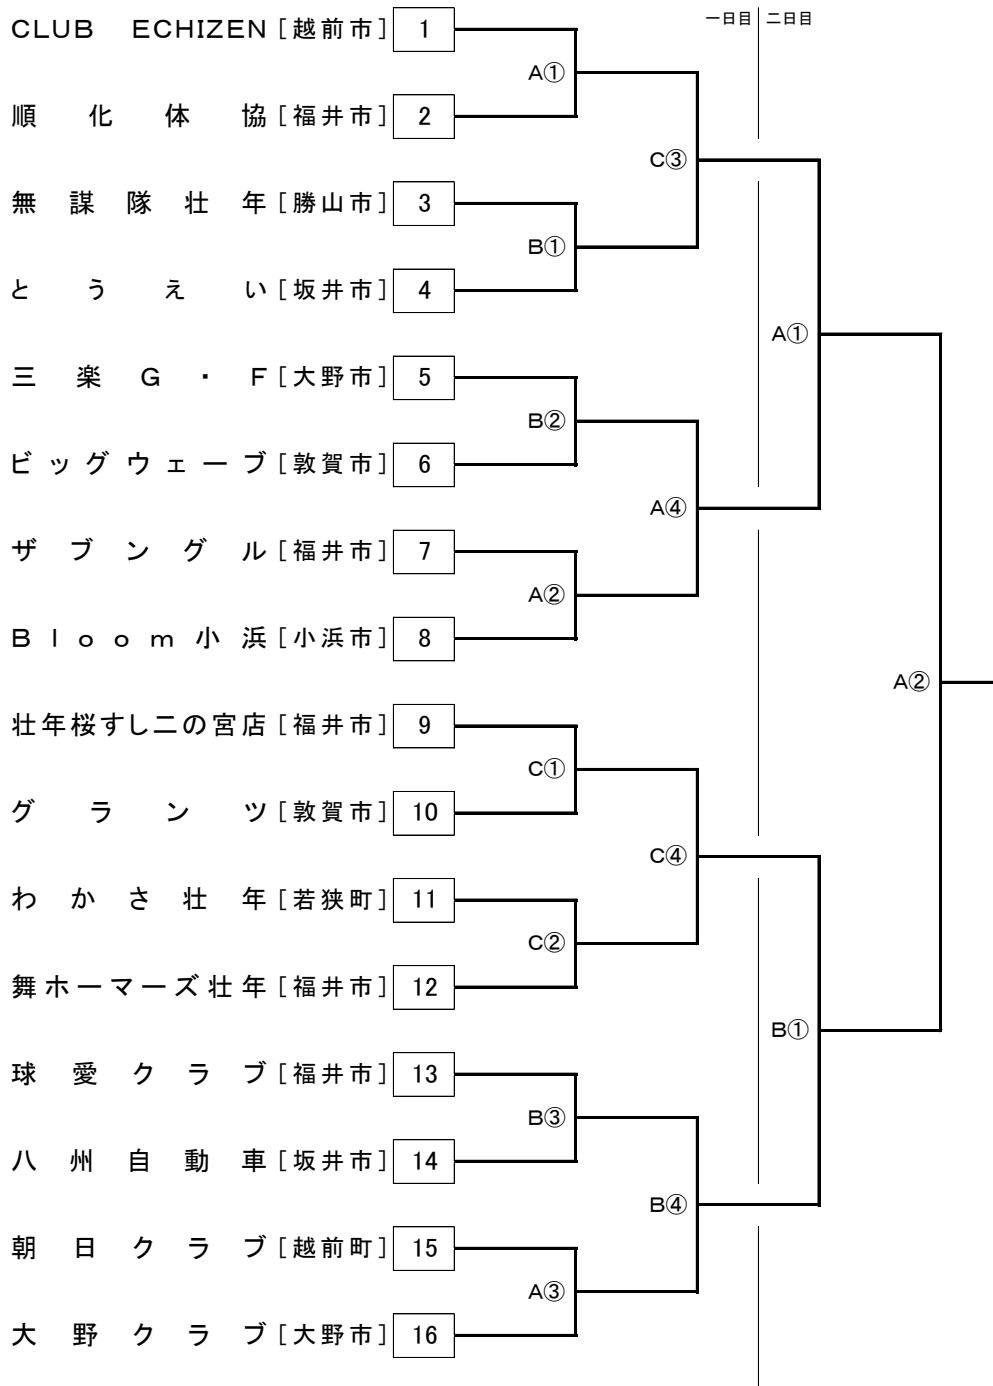 一日目 二日目
CLUB ECHIZEN [越前市] 1
A①
順化体協 [福井市] 2
C③
無謀隊壮年 [勝山市] 3
B①
とうえい [坂井市] 4
A①
三楽G・F [大野市] 5
B②
ビッグウェーブ [敦賀市] 6
A④
ザブングル [福井市] 7
A②
Bloom小浜 [小浜市] 8
A②
壮年桜すし二の宮店 [福井市] 9
C①
グランツ [敦賀市] 10
C④
わかさ壮年 [若狭町] 11
C②
舞ホーマーズ壮年 [福井市] 12
B①
球愛クラブ [福井市] 13
B③
八州自動車 [坂井市] 14
B④
朝日クラブ [越前町] 15
A③
大野クラブ [大野市] 16